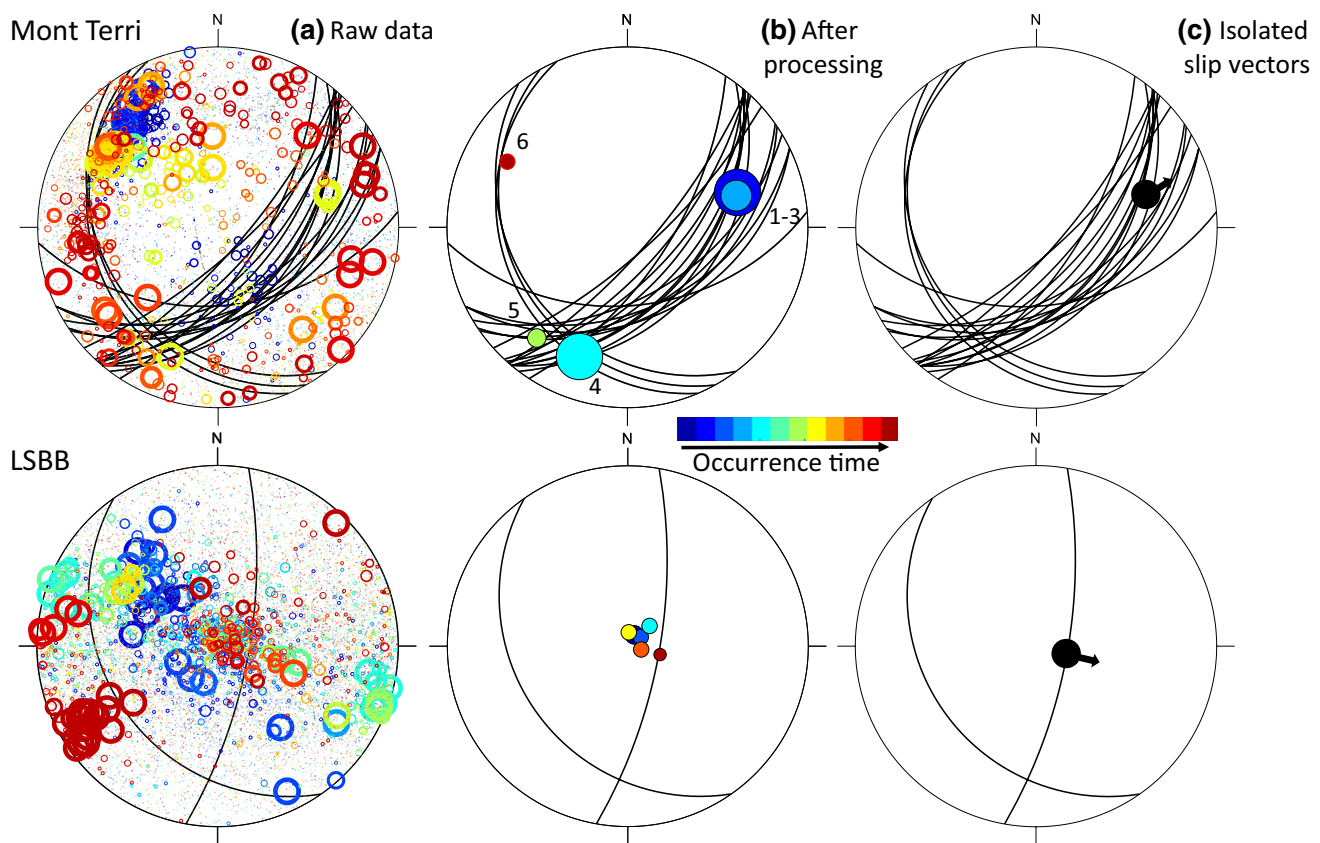 Mont Terri
(a) Raw data
(b) After
processing
(c) Isolated
slip vectors
N
N
6
1-3
5
4
Occurrence time
LSBB
N
N
N